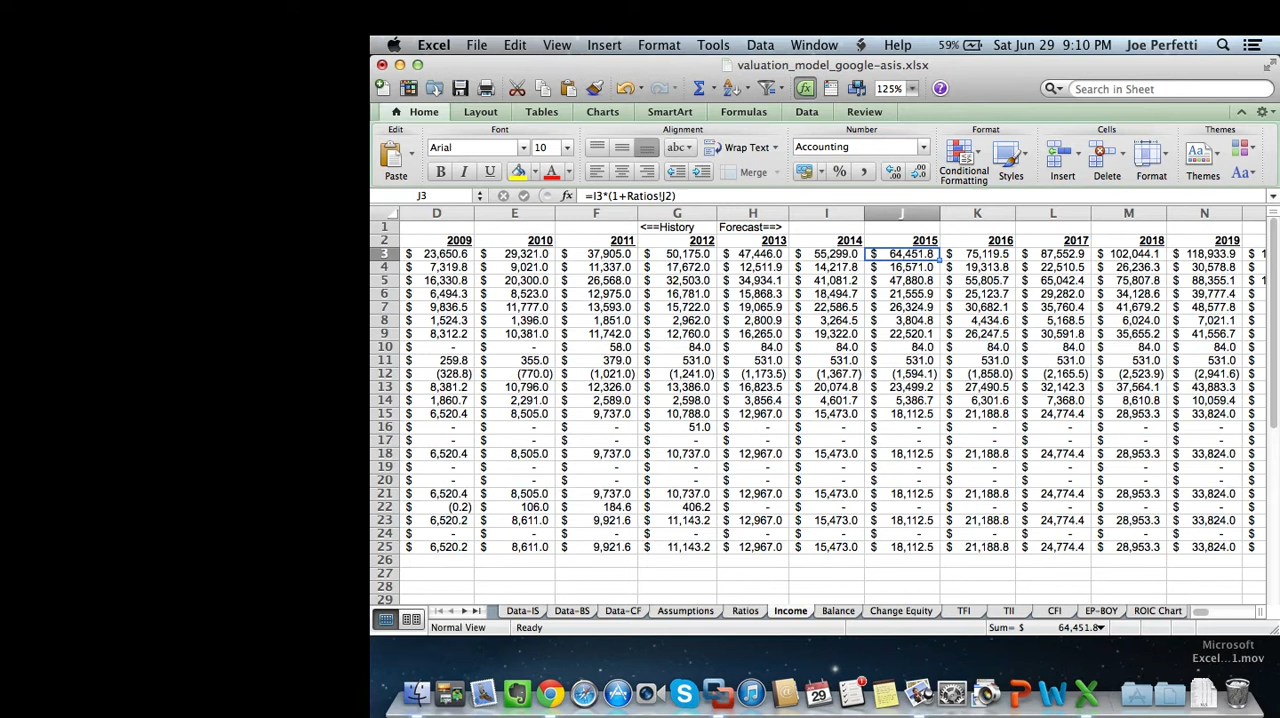 Excel File Edit View Insert Format Tools Data Window Help 59% Sat Jun 29 9:10 PM Joe Perfetti
valuation_model_google-asis.xlsx
125% Search in Sheet
Home Layout Tables Charts SmartArt Formulas Data Review
Edit Font Alignment Number Format Cells Themes
Arial 10 abc Wrap Text Accounting
Paste B I U A Merge % Conditional Formatting Styles Insert Delete Format Themes Aa
J3 fx =I3*(1+Ratios!J2)
D E F G H I J K L M N
1 <==History Forecast==>
2 2009 2010 2011 2012 2013 2014 2015 2016 2017 2018 2019
3 $ 23,650.6 $ 29,321.0 $ 37,905.0 $ 50,175.0 $ 47,446.0 $ 55,299.0 $ 64,451.8 $ 75,119.5 $ 87,552.9 $ 102,044.1 $ 118,933.9 $ 1
4 $ 7,319.8 $ 9,021.0 $ 11,337.0 $ 17,672.0 $ 12,511.9 $ 14,217.8 $ 16,571.0 $ 19,313.8 $ 22,510.5 $ 26,236.3 $ 30,578.8 $
5 $ 16,330.8 $ 20,300.0 $ 26,568.0 $ 32,503.0 $ 34,934.1 $ 41,081.2 $ 47,880.8 $ 55,805.7 $ 65,042.4 $ 75,807.8 $ 88,355.1 $ 1
6 $ 6,494.3 $ 8,523.0 $ 12,975.0 $ 16,781.0 $ 15,868.3 $ 18,494.7 $ 21,555.9 $ 25,123.7 $ 29,282.0 $ 34,128.6 $ 39,777.4 $
7 $ 9,836.5 $ 11,777.0 $ 13,593.0 $ 15,722.0 $ 19,065.9 $ 22,586.5 $ 26,324.9 $ 30,682.1 $ 35,760.4 $ 41,679.2 $ 48,577.8 $
8 $ 1,524.3 $ 1,396.0 $ 1,851.0 $ 2,962.0 $ 2,800.9 $ 3,264.5 $ 3,804.8 $ 4,434.6 $ 5,168.5 $ 6,024.0 $ 7,021.1 $
9 $ 8,312.2 $ 10,381.0 $ 11,742.0 $ 12,760.0 $ 16,265.0 $ 19,322.0 $ 22,520.1 $ 26,247.5 $ 30,591.8 $ 35,655.2 $ 41,556.7 $
10 $ - $ - $ 58.0 $ 84.0 $ 84.0 $ 84.0 $ 84.0 $ 84.0 $ 84.0 $ 84.0 $ 84.0 $
11 $ 259.8 $ 355.0 $ 379.0 $ 531.0 $ 531.0 $ 531.0 $ 531.0 $ 531.0 $ 531.0 $ 531.0 $ 531.0 $
12 $ (328.8) $ (770.0) $ (1,021.0) $ (1,241.0) $ (1,173.5) $ (1,367.7) $ (1,594.1) $ (1,858.0) $ (2,165.5) $ (2,523.9) $ (2,941.6) $
13 $ 8,381.2 $ 10,796.0 $ 12,326.0 $ 13,386.0 $ 16,823.5 $ 20,074.8 $ 23,499.2 $ 27,490.5 $ 32,142.3 $ 37,564.1 $ 43,883.3 $
14 $ 1,860.7 $ 2,291.0 $ 2,589.0 $ 2,598.0 $ 3,856.4 $ 4,601.7 $ 5,386.7 $ 6,301.6 $ 7,368.0 $ 8,610.8 $ 10,059.4 $
15 $ 6,520.4 $ 8,505.0 $ 9,737.0 $ 10,788.0 $ 12,967.0 $ 15,473.0 $ 18,112.5 $ 21,188.8 $ 24,774.4 $ 28,953.3 $ 33,824.0 $
16 $ - $ - $ - 51.0 $ - $ - $ - $ - $ - $ - $ - $
17 $ - $ - $ - $ - $ - $ - $ - $ - $ - $ - $ - $
18 $ 6,520.4 $ 8,505.0 $ 9,737.0 $ 10,737.0 $ 12,967.0 $ 15,473.0 $ 18,112.5 $ 21,188.8 $ 24,774.4 $ 28,953.3 $ 33,824.0 $
19 $ - $ - $ - $ - $ - $ - $ - $ - $ - $ - $ - $
20 $ - $ - $ - $ - $ - $ - $ - $ - $ - $ - $ - $
21 $ 6,520.4 $ 8,505.0 $ 9,737.0 $ 10,737.0 $ 12,967.0 $ 15,473.0 $ 18,112.5 $ 21,188.8 $ 24,774.4 $ 28,953.3 $ 33,824.0 $
22 $ (0.2) $ 106.0 $ 184.6 $ 406.2 $ - $ - $ - $ - $ - $ - $ - $
23 $ 6,520.2 $ 8,611.0 $ 9,921.6 $ 11,143.2 $ 12,967.0 $ 15,473.0 $ 18,112.5 $ 21,188.8 $ 24,774.4 $ 28,953.3 $ 33,824.0 $
24 $ - $ - $ - $ - $ - $ - $ - $ - $ - $ - $ - $
25 $ 6,520.2 $ 8,611.0 $ 9,921.6 $ 11,143.2 $ 12,967.0 $ 15,473.0 $ 18,112.5 $ 21,188.8 $ 24,774.4 $ 28,953.3 $ 33,824.0 $
26
27
28
29
Data-IS Data-BS Data-CF Assumptions Ratios Income Balance Change Equity TFI TII CFI EP-BOY ROIC Chart
Normal View Ready Sum= $ 64,451.8
Microsoft
Excel...1.mov
29 1